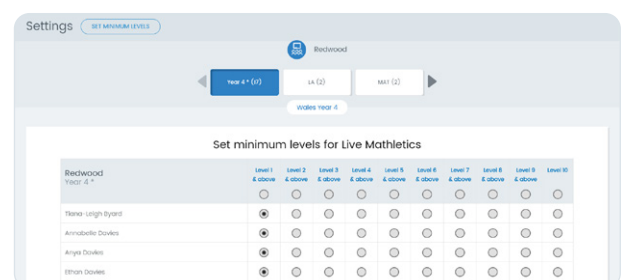 Settings SET MINIMUM LEVELS
Redwood
Year 4 * (17) LA (2) MAT (2)
Wales Year 4
Set minimum levels for Live Mathletics
Redwood
Year 4 *
Level 1 & above Level 2 & above Level 3 & above Level 4 & above Level 5 & above Level 6 & above Level 7 & above Level 8 & above Level 9 & above Level 10
Tiana-Leigh Byard
Annabelle Davies
Anya Davies
Ethan Davies